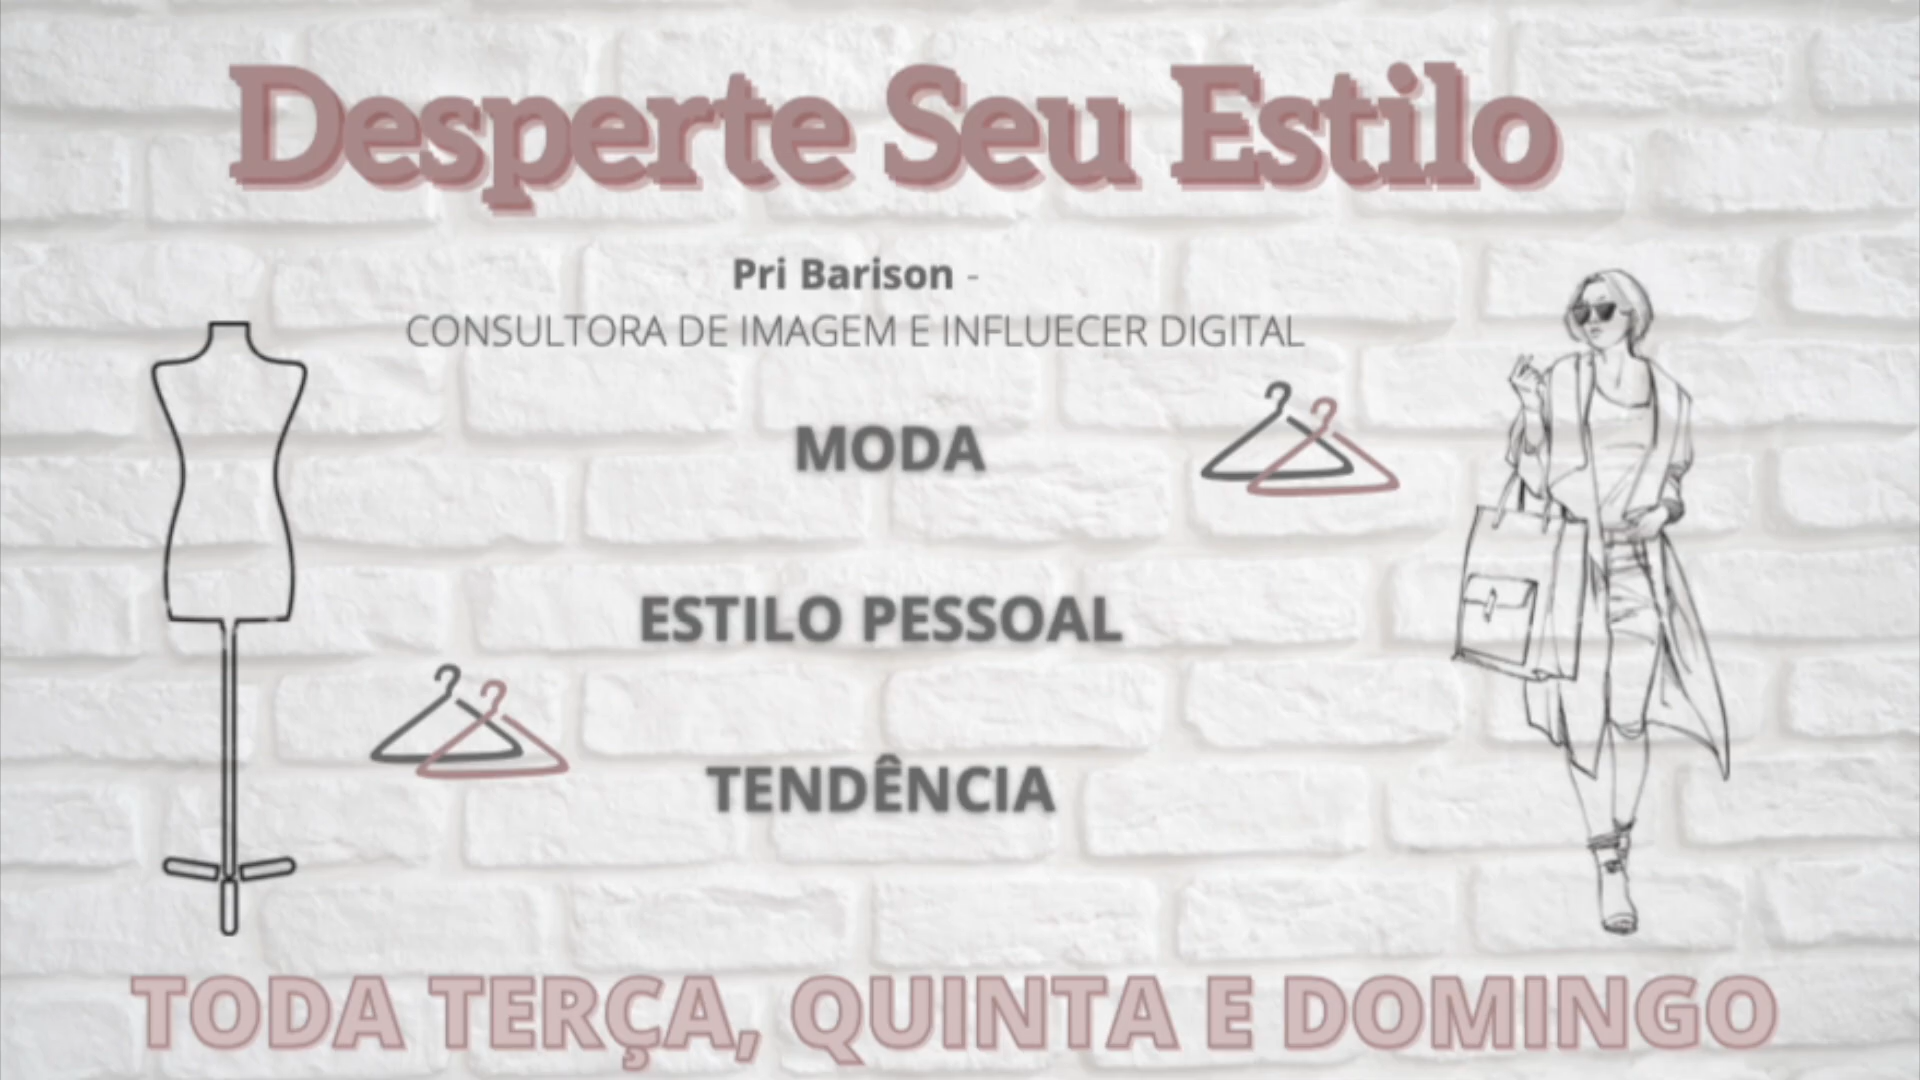 Desperte Seu Estilo
Pri Barison -
CONSULTORA DE IMAGEM E INFLUECER DIGITAL
MODA
ESTILO PESSOAL
TENDÊNCIA
TODA TERÇA, QUINTA E DOMINGO